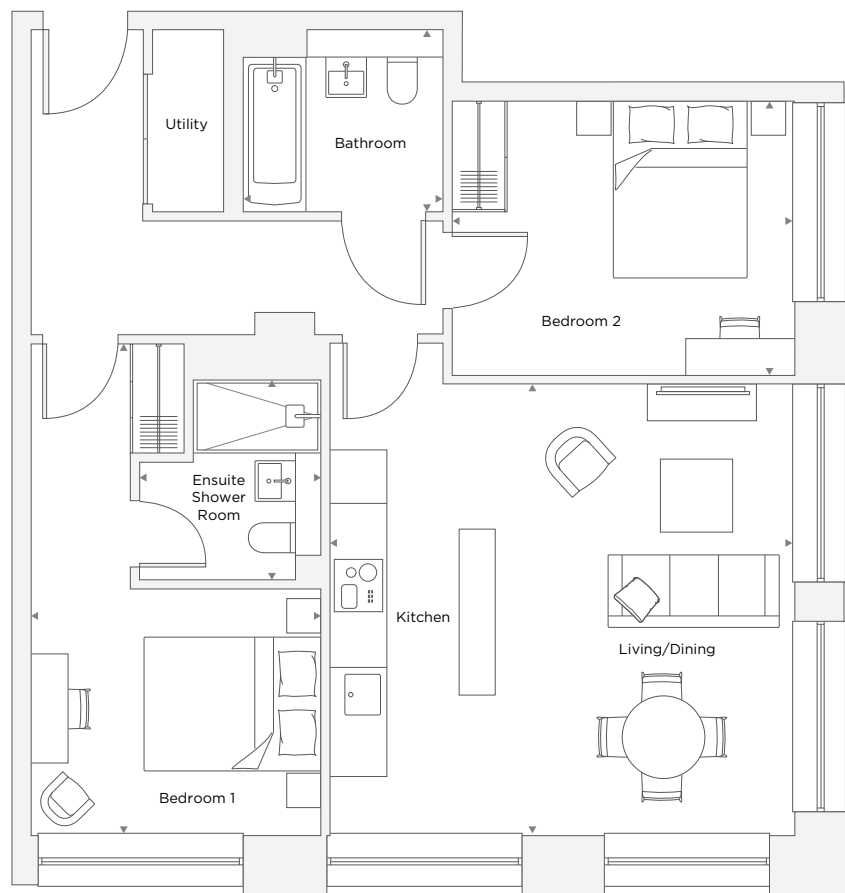 Utility
Bathroom
Bedroom 2
Ensuite
Shower
Room
Kitchen
Living/Dining
Bedroom 1